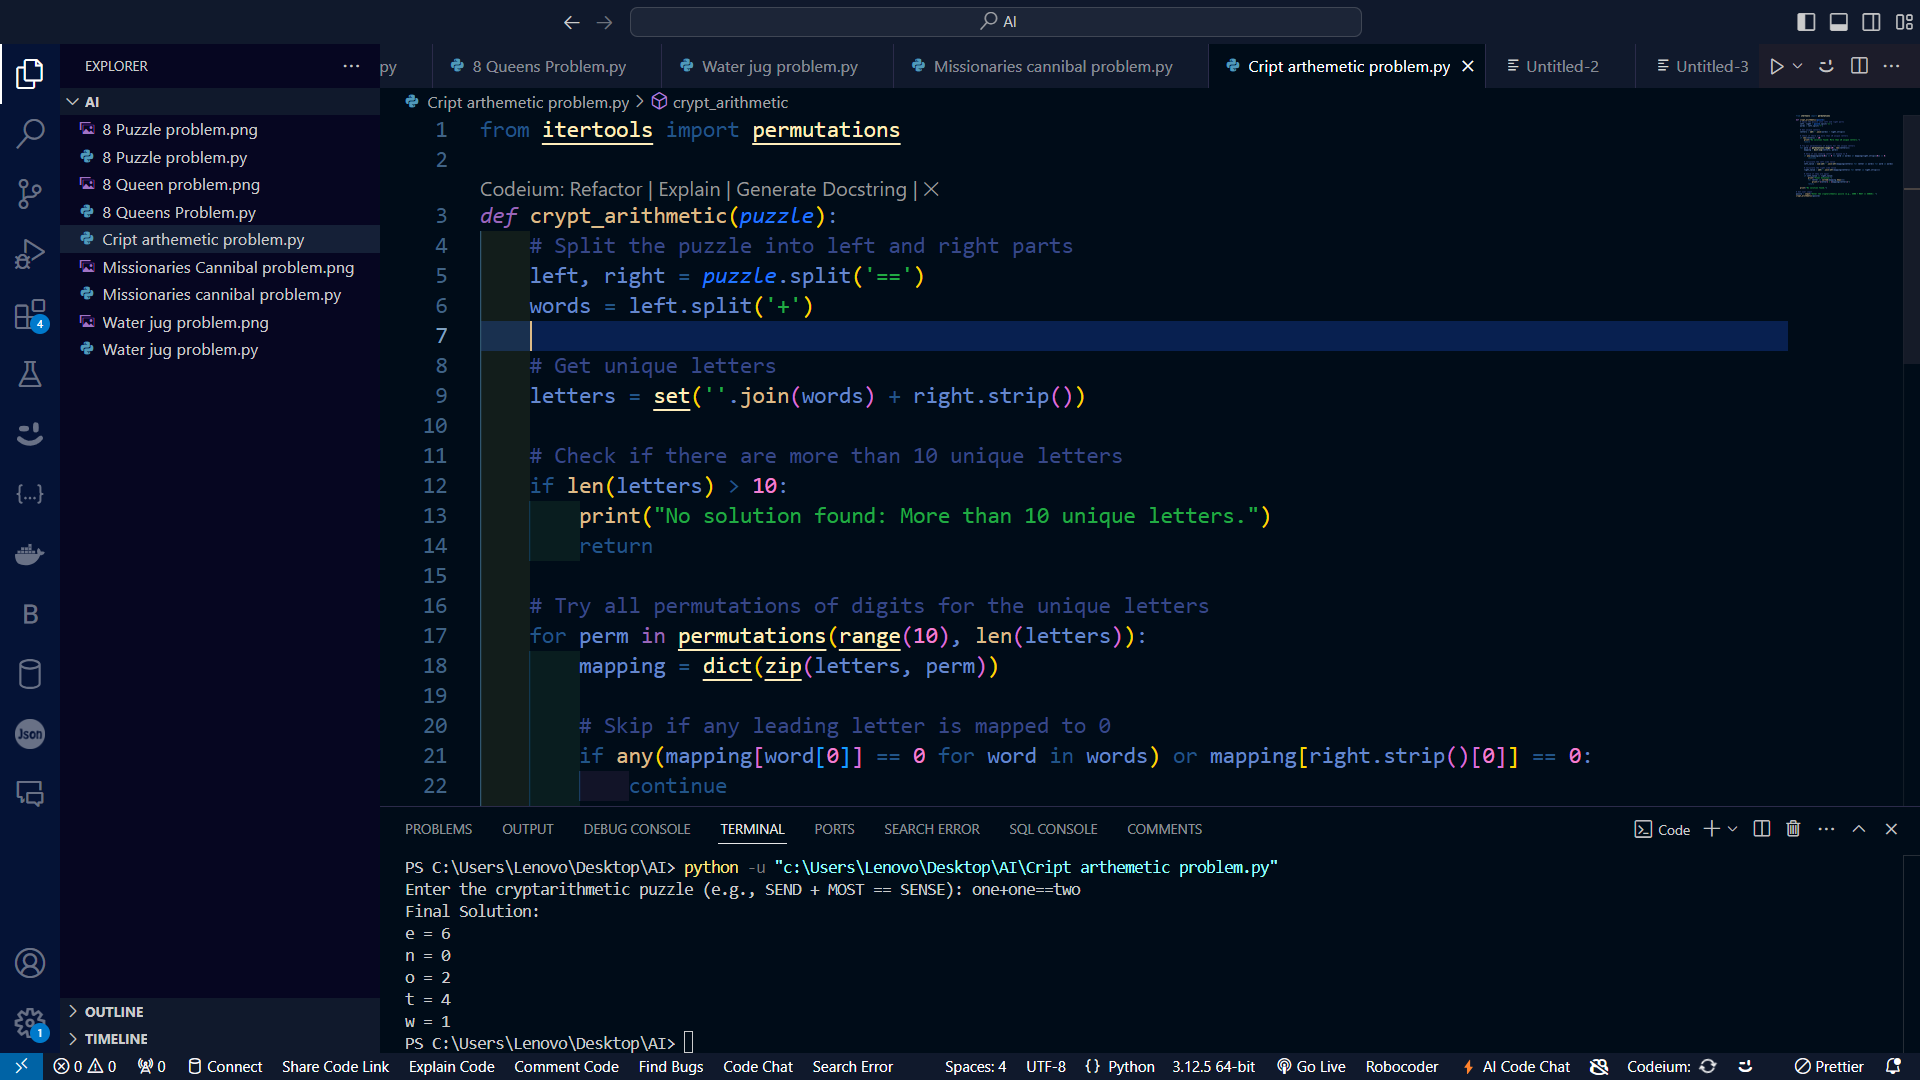 AI
EXPLORER
py
8 Queens Problem.py
Water jug problem.py
Missionaries cannibal problem.py
Cript arthemetic problem.py
Untitled-2
Untitled-3
AI
8 Puzzle problem.png
8 Puzzle problem.py
8 Queen problem.png
8 Queens Problem.py
Cript arthemetic problem.py
Missionaries Cannibal problem.png
Missionaries cannibal problem.py
Water jug problem.png
Water jug problem.py
4
{...}
B
Json
1
OUTLINE
TIMELINE
Cript arthemetic problem.py > crypt_arithmetic
1 from itertools import permutations
2
Codeium: Refactor | Explain | Generate Docstring | ×
3 def crypt_arithmetic(puzzle):
4 # Split the puzzle into left and right parts
5 left, right = puzzle.split('==')
6 words = left.split('+')
7
8 # Get unique letters
9 letters = set(''.join(words) + right.strip())
10
11 # Check if there are more than 10 unique letters
12 if len(letters) > 10:
13 print("No solution found: More than 10 unique letters.")
14 return
15
16 # Try all permutations of digits for the unique letters
17 for perm in permutations(range(10), len(letters)):
18 mapping = dict(zip(letters, perm))
19
20 # Skip if any leading letter is mapped to 0
21 if any(mapping[word[0]] == 0 for word in words) or mapping[right.strip()[0]] == 0:
22 continue
PROBLEMS OUTPUT DEBUG CONSOLE TERMINAL PORTS SEARCH ERROR SQL CONSOLE COMMENTS
Code
PS C:\Users\Lenovo\Desktop\AI> python -u "c:\Users\Lenovo\Desktop\AI\Cript arthemetic problem.py"
Enter the cryptarithmetic puzzle (e.g., SEND + MOST == SENSE): one+one==two
Final Solution:
e = 6
n = 0
o = 2
t = 4
w = 1
PS C:\Users\Lenovo\Desktop\AI>
0 0 0 Connect Share Code Link Explain Code Comment Code Find Bugs Code Chat Search Error Spaces: 4 UTF-8 {} Python 3.12.5 64-bit Go Live Robocoder AI Code Chat Codeium: Prettier